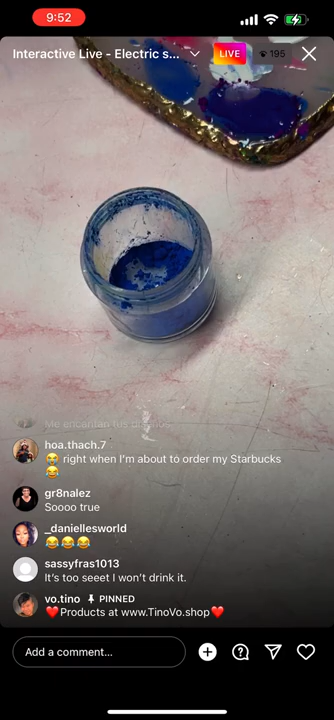 9:52
Interactive Live - Electric s...
LIVE
195
Me encantan tus diseños
hoa.thach.7
😂 right when I'm about to order my Starbucks
😂
gr8nalez
Soooo true
_daniellesworld
😂😂😂
sassyfras1013
It's too seeet I won't drink it.
vo.tino PINNED
❤️Products at www.TinoVo.shop❤️
Add a comment...